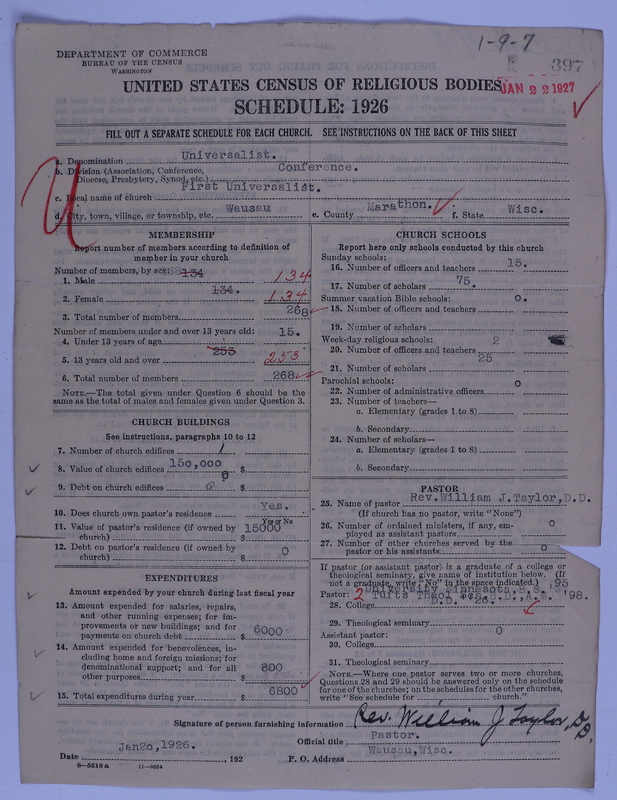 1-9-7
DEPARTMENT OF COMMERCE
BUREAU OF THE CENSUS
WASHINGTON
397
UNITED STATES CENSUS OF RELIGIOUS BODIES
JAN 22 1927
SCHEDULE: 1926
FILL OUT A SEPARATE SCHEDULE FOR EACH CHURCH. SEE INSTRUCTIONS ON THE BACK OF THIS SHEET
U
a. Denomination Universalist.
b. Division (Association, Conference, Diocese, Presbytery, Synod, etc.) Conference.
c. Local name of church First Universalist.
d. City, town, village, or township, etc. Wausau e. County Marathon. f. State Wisc.
MEMBERSHIP
Report number of members according to definition of
member in your church
Number of members, by sex:
1. Male 134 134
2. Female 134. 134
3. Total number of members 268
Number of members under and over 13 years old:
4. Under 13 years of age 15.
5. 13 years old and over 253 253
6. Total number of members 268
NOTE.—The total given under Question 6 should be
same as the total of males and females given under Question 3.
CHURCH BUILDINGS
See instructions, paragraphs 10 to 12
7. Number of church edifices 1
8. Value of church edifices 150,000 $
9. Debt on church edifices 0 $
10. Does church own pastor's residence Yes.
Yes or No
11. Value of pastor's residence (if owned by
church) $ 15000
12. Debt on pastor's residence (if owned by
church) $ 0
EXPENDITURES
Amount expended by your church during last fiscal year
13. Amount expended for salaries, repairs,
and other running expenses; for im-
provements or new buildings; and for
payments on church debt $ 6000
14. Amount expended for benevolences, in-
cluding home and foreign missions; for
denominational support; and for all
other purposes $ 800
15. Total expenditures during year $ 6800
CHURCH SCHOOLS
Report here only schools conducted by this church
Sunday schools:
16. Number of officers and teachers 15.
17. Number of scholars 75.
Summer vacation Bible schools:
18. Number of officers and teachers 0.
19. Number of scholars
Week-day religious schools:
20. Number of officers and teachers 2
21. Number of scholars 25
Parochial schools:
22. Number of administrative officers 0
23. Number of teachers—
a. Elementary (grades 1 to 8)
b. Secondary
24. Number of scholars—
a. Elementary (grades 1 to 8)
b. Secondary
PASTOR
25. Name of pastor Rev.William J.Taylor,D.D.
(If church has no pastor, write "None")
26. Number of ordained ministers, if any, em-
ployed as assistant pastors 0
27. Number of other churches served by the
pastor or his assistants 0
If pastor (or assistant pastor) is a graduate of a college or
theological seminary, give name of institution below. (If
not a graduate, write "No" in the space indicated.) '95
Pastor: 2 University Minnesota,B.S.
28. College Tufts Theol '98.
D.D. '26.
29. Theological seminary
Assistant pastor: 0
30. College
31. Theological seminary
NOTE.—Where one pastor serves two or more churches,
Questions 28 and 29 should be answered only on the schedule
for one of the churches; on the schedules for the other churches,
write "See schedule for church."
Signature of person furnishing information Rev. William J Taylor, D.D.
Official title Pastor.
Date Jan20,1926. , 192 P. O. Address Wausau,Wisc.
8—5518 a 11—9054